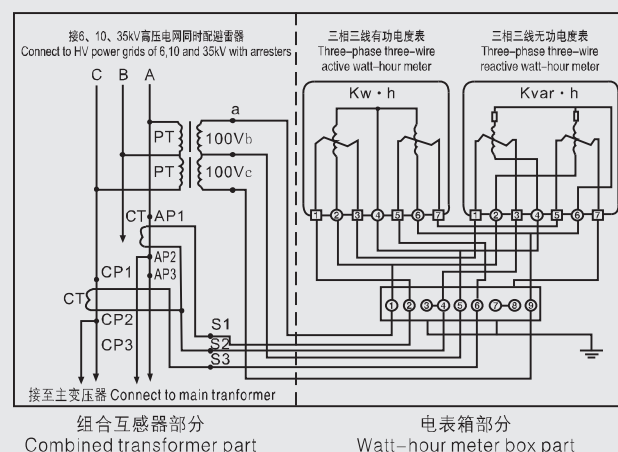 接6、10、35kV高压电网同时配避雷器
Connect to HV power grids of 6,10 and 35kV with arresters
C B A
三相三线有功电度表
Three-phase three-wire
active watt-hour meter
三相三线无功电度表
Three-phase three-wire
reactive watt-hour meter
Kw·h
Kvar·h
a
PT 100Vb
PT 100Vc
CT AP1
AP2
CP1 AP3
CT
CP2
CP3
S1
S2
S3
1 2 3 4 5 6 7
1 2 3 4 5 6 7
1 2 3 4 5 6 7 8 9
接至主变压器 Connect to main tranformer
组合互感器部分
Combined transformer part
电表箱部分
Watt-hour meter box part